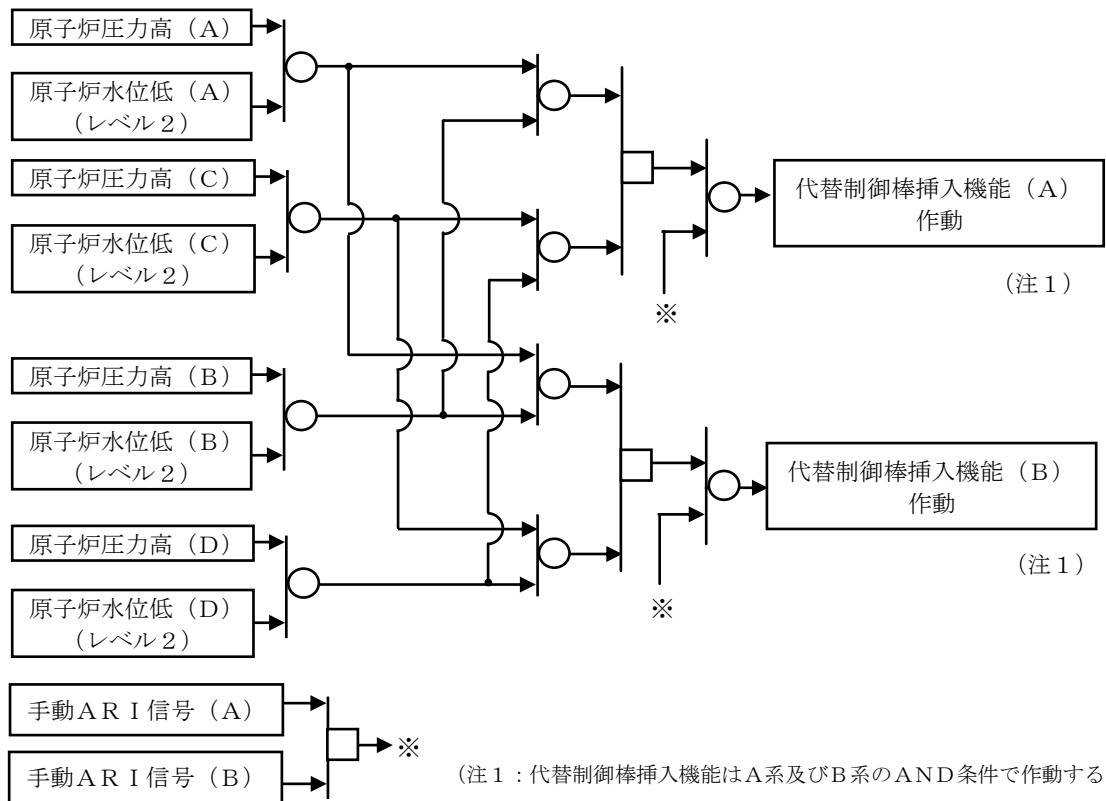 原子炉圧力高（Ａ）
原子炉水位低（Ａ）
（レベル２）
原子炉圧力高（Ｃ）
原子炉水位低（Ｃ）
（レベル２）
代替制御棒挿入機能（Ａ）
作動
（注１）
※
原子炉圧力高（Ｂ）
原子炉水位低（Ｂ）
（レベル２）
代替制御棒挿入機能（Ｂ）
作動
（注１）
※
原子炉圧力高（Ｄ）
原子炉水位低（Ｄ）
（レベル２）
手動ＡＲＩ信号（Ａ）
※
手動ＡＲＩ信号（Ｂ）
（注１：代替制御棒挿入機能はＡ系及びＢ系のＡＮＤ条件で作動する